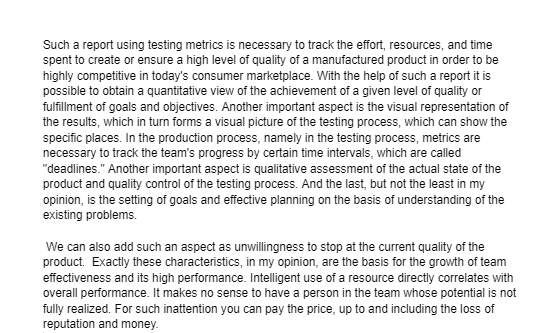 Such a report using testing metrics is necessary to track the effort, resources, and time
spent to create or ensure a high level of quality of a manufactured product in order to be
highly competitive in today's consumer marketplace. With the help of such a report it is
possible to obtain a quantitative view of the achievement of a given level of quality or
fulfillment of goals and objectives. Another important aspect is the visual representation of
the results, which in turn forms a visual picture of the testing process, which can show the
specific places. In the production process, namely in the testing process, metrics are
necessary to track the team's progress by certain time intervals, which are called
"deadlines." Another important aspect is qualitative assessment of the actual state of the
product and quality control of the testing process. And the last, but not the least in my
opinion, is the setting of goals and effective planning on the basis of understanding of the
existing problems.
We can also add such an aspect as unwillingness to stop at the current quality of the
product.  Exactly these characteristics, in my opinion, are the basis for the growth of team
effectiveness and its high performance. Intelligent use of a resource directly correlates with
overall performance. It makes no sense to have a person in the team whose potential is not
fully realized. For such inattention you can pay the price, up to and including the loss of
reputation and money.